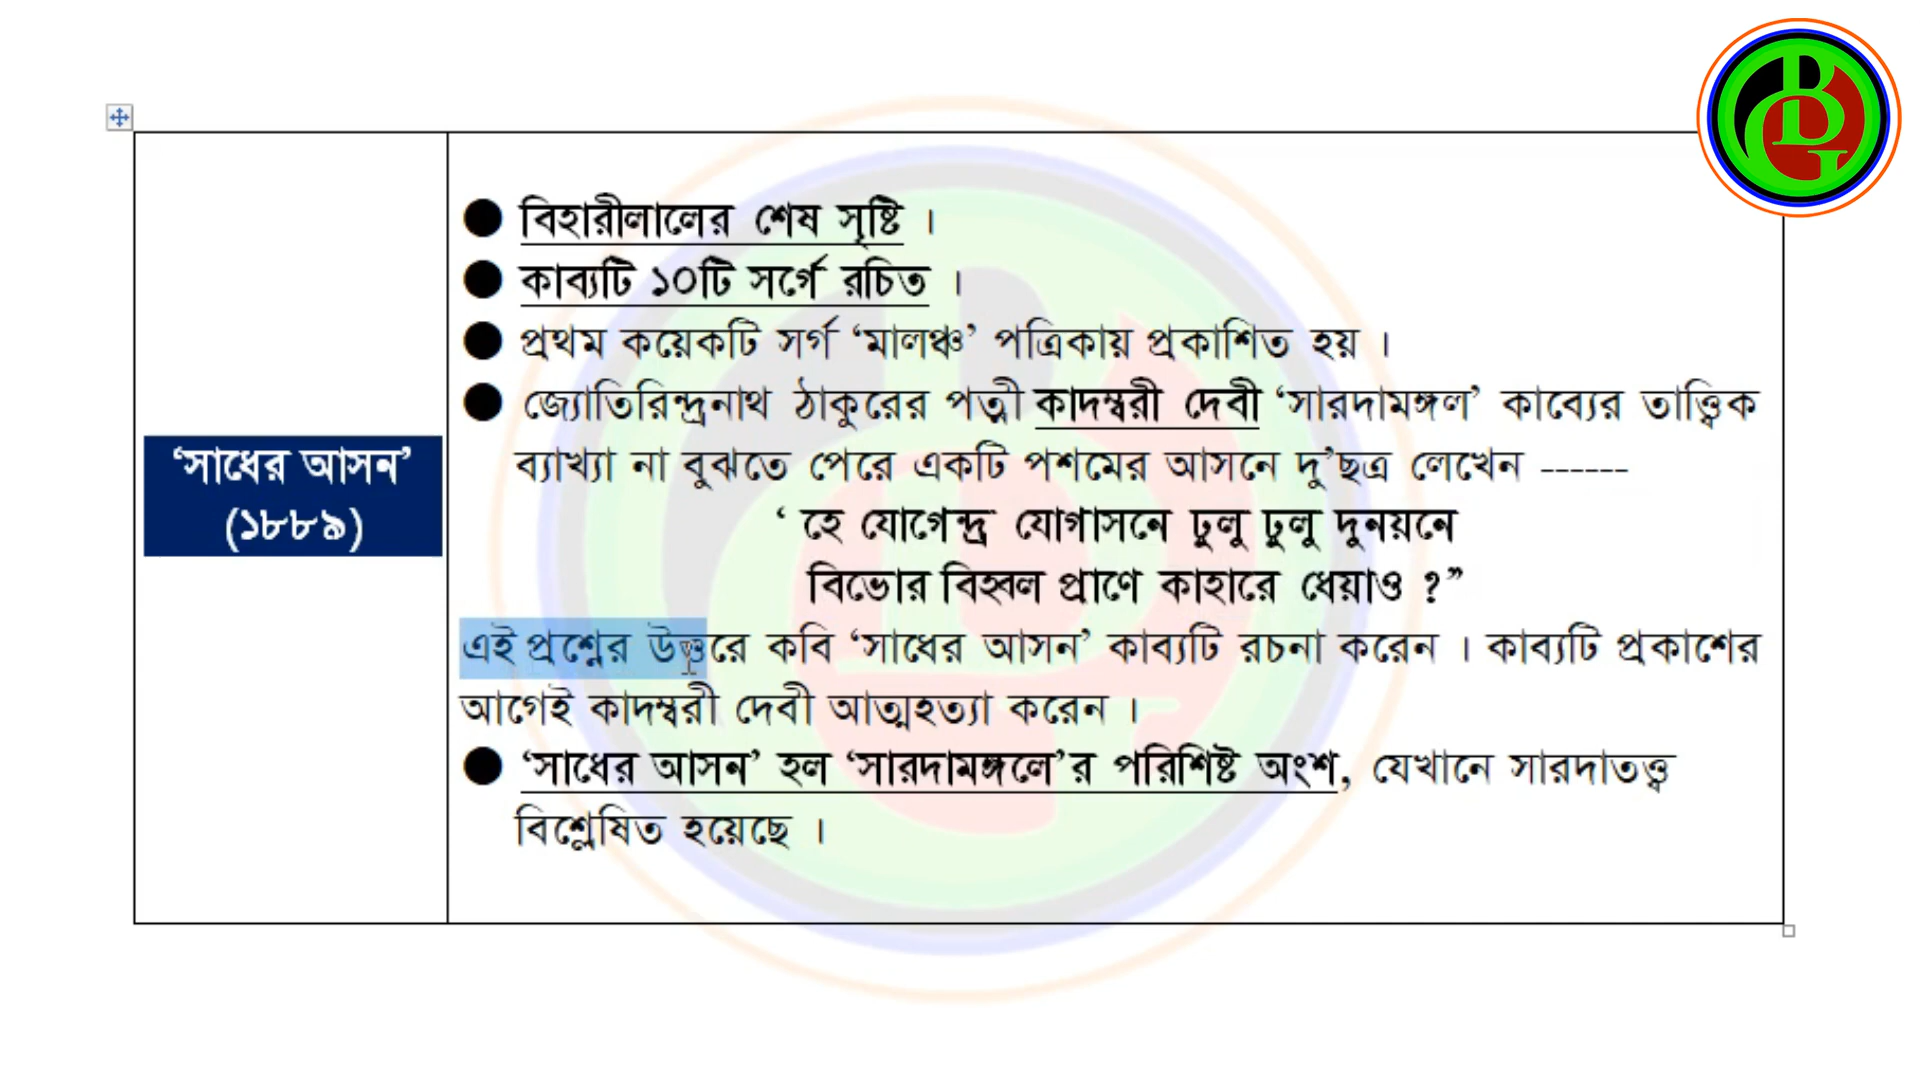 ‘সাধের আসন’
(১৮৮৯)
● বিহারীলালের শেষ সৃষ্টি ।
● কাব্যটি ১০টি সর্গে রচিত ।
● প্রথম কয়েকটি সর্গ ‘মালঞ্চ’ পত্রিকায় প্রকাশিত হয় ।
● জ্যোতিরিন্দ্রনাথ ঠাকুরের পত্নী কাদম্বরী দেবী ‘সারদামঙ্গল’ কাব্যের তাত্ত্বিক
ব্যাখ্যা না বুঝতে পেরে একটি পশমের আসনে দু’ছত্র লেখেন ------
‘ হে যোগেন্দ্র যোগাসনে ঢুলু ঢুলু দুনয়নে
বিভোর বিহ্বল প্রাণে কাহারে ধেয়াও ?”
এই প্রশ্নের উত্তরে কবি ‘সাধের আসন’ কাব্যটি রচনা করেন । কাব্যটি প্রকাশের
আগেই কাদম্বরী দেবী আত্মহত্যা করেন ।
● ‘সাধের আসন’ হল ‘সারদামঙ্গলে’র পরিশিষ্ট অংশ, যেখানে সারদাতত্ত্ব
বিশ্লেষিত হয়েছে ।